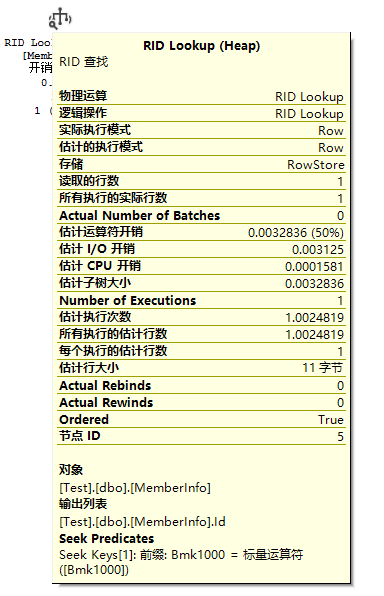 RID Loo
[Memb
开销
0.
1 (
RID Lookup (Heap)
RID 查找
物理运算 RID Lookup
逻辑操作 RID Lookup
实际执行模式 Row
估计的执行模式 Row
存储 RowStore
读取的行数 1
所有执行的实际行数 1
Actual Number of Batches 0
估计运算符开销 0.0032836 (50%)
估计 I/O 开销 0.003125
估计 CPU 开销 0.0001581
估计子树大小 0.0032836
Number of Executions 1
估计执行次数 1.0024819
所有执行的估计行数 1.0024819
每个执行的估计行数 1
估计行大小 11 字节
Actual Rebinds 0
Actual Rewinds 0
Ordered True
节点 ID 5
对象
[Test].[dbo].[MemberInfo]
输出列表
[Test].[dbo].[MemberInfo].Id
Seek Predicates
Seek Keys[1]: 前缀: Bmk1000 = 标量运算符
([Bmk1000])